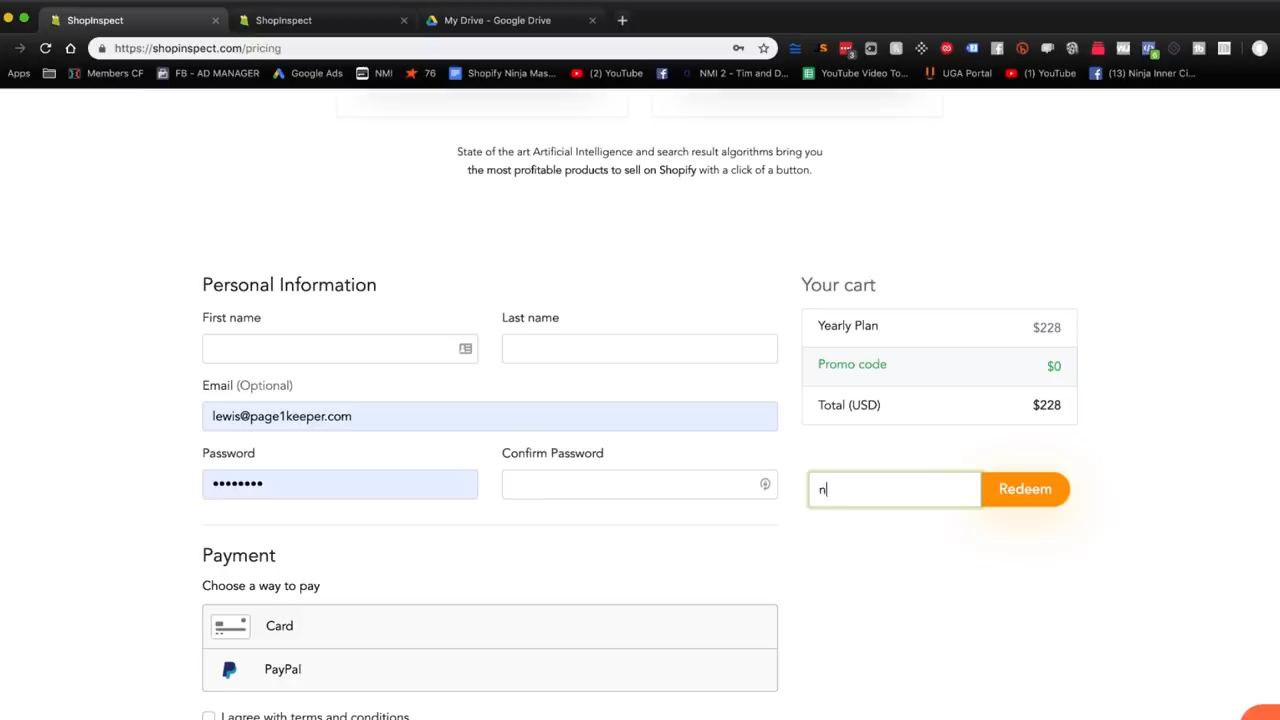 ShopInspect
ShopInspect
My Drive - Google Drive
https://shopinspect.com/pricing
Apps
Members CF
FB - AD MANAGER
Google Ads
NMI
76
Shopify Ninja Mas...
(2) YouTube
NMI 2 - Tim and D...
YouTube Video To...
UGA Portal
(1) YouTube
(13) Ninja Inner Ci...
State of the art Artificial Intelligence and search result algorithms bring you
the most profitable products to sell on Shopify with a click of a button.
Personal Information
First name
Last name
Email (Optional)
lewis@page1keeper.com
Password
Confirm Password
••••••••
Your cart
Yearly Plan
$228
Promo code
$0
Total (USD)
$228
n
Redeem
Payment
Choose a way to pay
Card
PayPal
I agree with terms and conditions